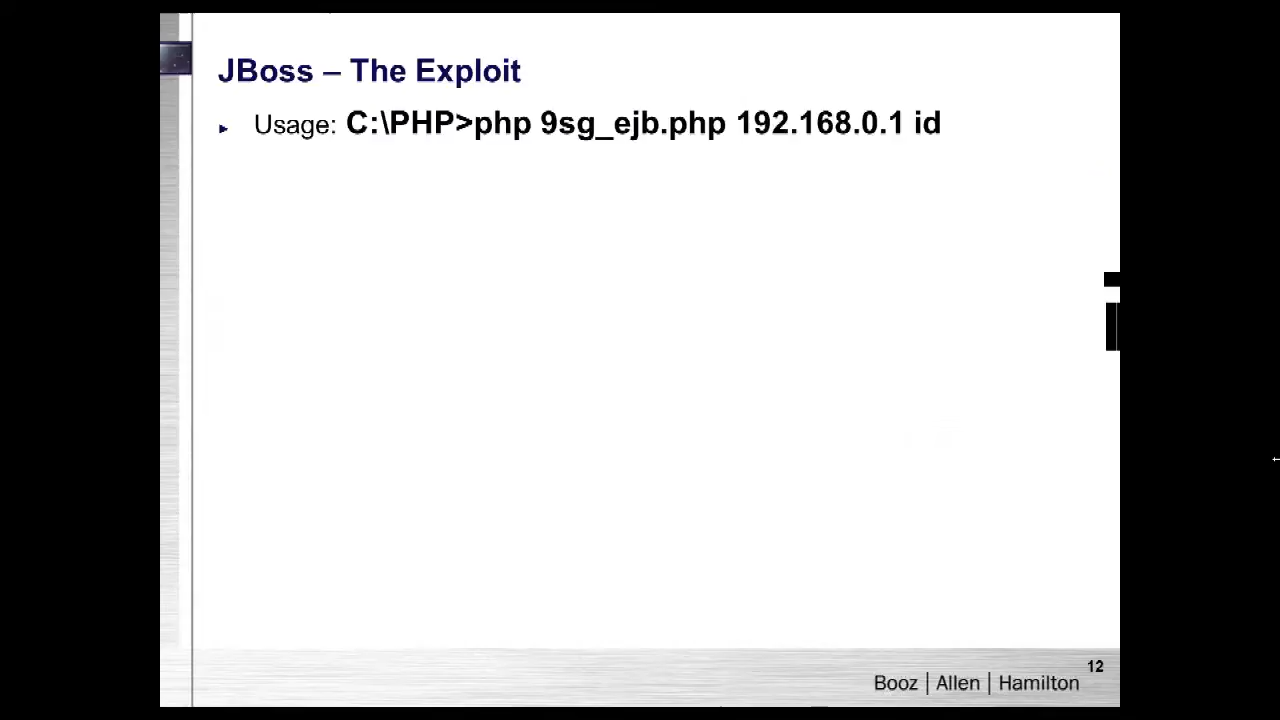 JBoss – The Exploit
Usage: C:\PHP>php 9sg_ejb.php 192.168.0.1 id
12
Booz | Allen | Hamilton